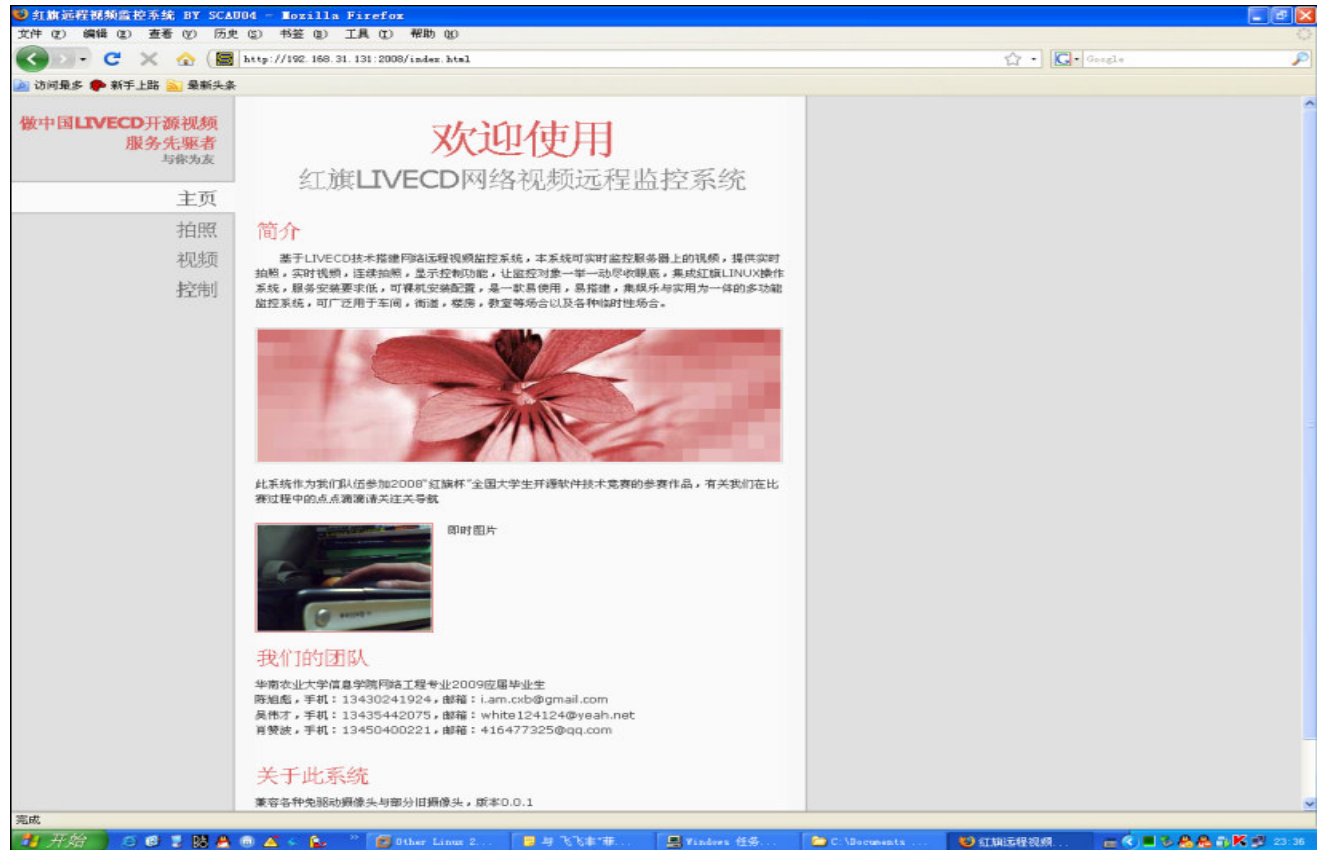 红旗远程视频监控系统 BY SCAU04 - Mozilla Firefox
文件(F) 编辑(E) 查看(V) 历史(S) 书签(B) 工具(T) 帮助(H)
http://192.168.31.131:2008/index.html
Google
访问最多 新手上路 最新头条
做中国LIVECD开源视频
服务先驱者
与你为友
主页
拍照
视频
控制
欢迎使用
红旗LIVECD网络视频远程监控系统
简介
基于LIVECD技术搭建网络远程视频监控系统，本系统可实时监控服务器上的视频，提供实时
拍照，实时视频，连续拍照，显示控制功能，让监控对象一举一动尽收眼底，集成红旗LINUX操作
系统，服务安装要求低，可裸机安装配置，是一款易使用，易搭建，集娱乐与实用为一体的多功能
监控系统，可广泛用于车间，街道，楼房，教室等场合以及各种临时性场合。
此系统作为我们队伍参加2008"红旗杯"全国大学生开源软件技术竞赛的参赛作品，有关我们在比
赛过程中的点点滴滴请关注关导航
即时图片
我们的团队
华南农业大学信息学院网络工程专业2009应届毕业生
陈旭彪，手机：13430241924，邮箱：i.am.cxb@gmail.com
吴伟才，手机：13435442075，邮箱：white124124@yeah.net
肖赞波，手机：13450400221，邮箱：416477325@qq.com
关于此系统
兼容各种免驱动摄像头与部分旧摄像头，版本0.0.1
完成
开始 Other Linux 2... 与 飞飞 Windows 任务... C:\Documents ... 红旗远程视频... 23:36